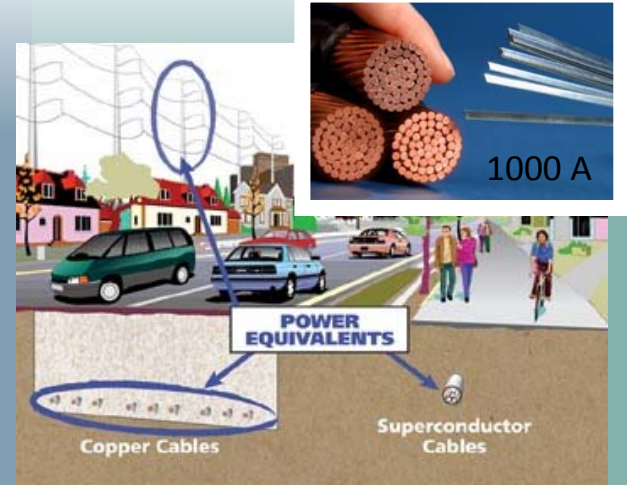 1000 A
POWER
EQUIVALENTS
Copper Cables
Superconductor
Cables